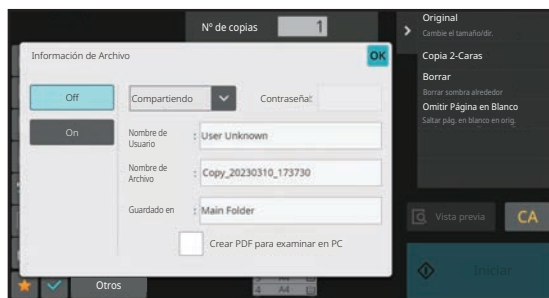 Nº de copias
1
Original
Cambie el tamaño/dir.
Información de Archivo
OK
Copia 2-Caras
Borrar
Borrar sombra alrededor
Off
Compartiendo
Contraseña:
Omitir Página en Blanco
Saltar pág. en blanco en orig.
On
Nombre de
Usuario
:
User Unknown
Nombre de
Archivo
:
Copy_20230310_173730
Guardado en
:
Main Folder
Vista previa
CA
Crear PDF para examinar en PC
Iniciar
Otros
4 A4